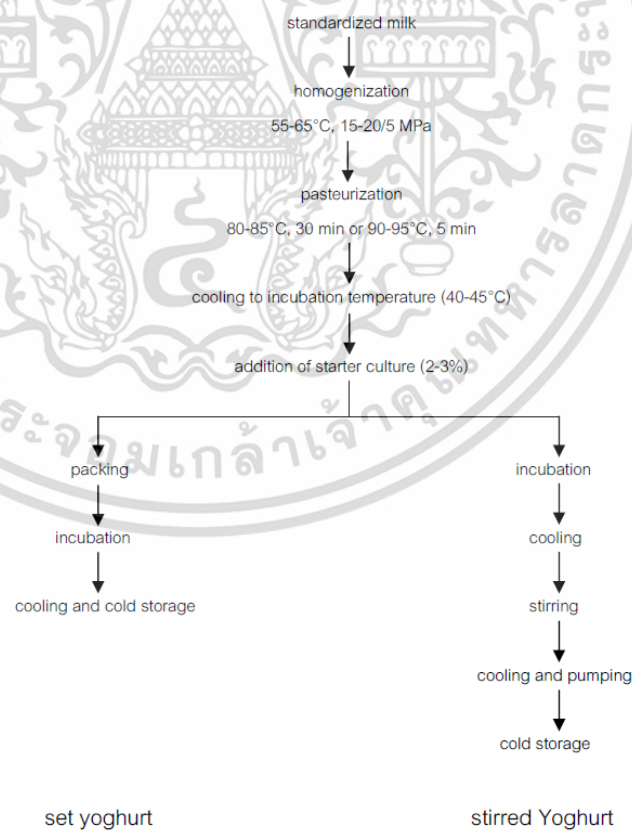 standardized milk
homogenization
55-65°C, 15-20/5 MPa
pasteurization
80-85°C, 30 min or 90-95°C, 5 min
cooling to incubation temperature (40-45°C)
addition of starter culture (2-3%)
packing
incubation
cooling and cold storage
incubation
cooling
stirring
cooling and pumping
cold storage
set yoghurt
stirred Yoghurt